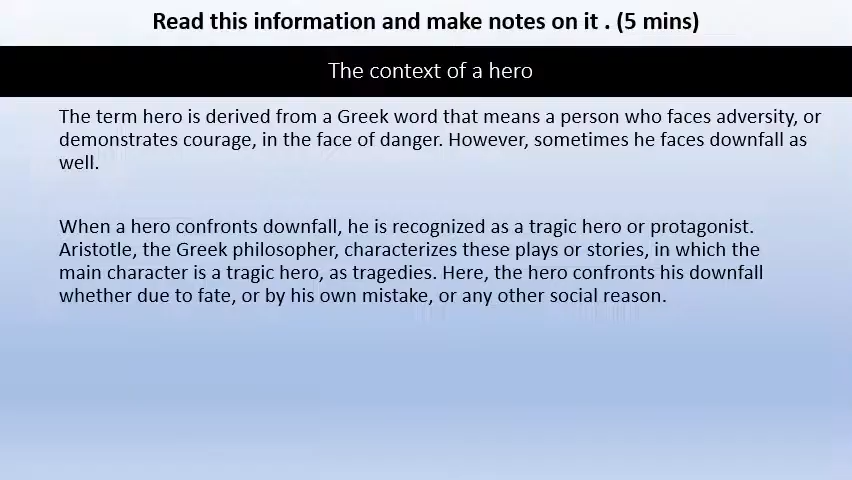 Read this information and make notes on it . (5 mins)
The context of a hero
The term hero is derived from a Greek word that means a person who faces adversity, or
demonstrates courage, in the face of danger. However, sometimes he faces downfall as
well.
When a hero confronts downfall, he is recognized as a tragic hero or protagonist.
Aristotle, the Greek philosopher, characterizes these plays or stories, in which the
main character is a tragic hero, as tragedies. Here, the hero confronts his downfall
whether due to fate, or by his own mistake, or any other social reason.